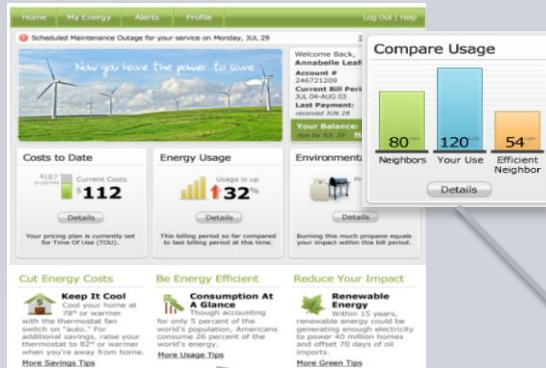 Home My Energy Alerts Profile Log Out | Help
Scheduled Maintenance Outage for your service on Monday, JUL 29
Now you have the power to save
Welcome Back,
Annabelle Leaf
Account #
246721209
Current Bill Peri
JUL 04-AUG 03
Last Payment:
received JUN 28
Your Balance:
due by JUL 30
Compare Usage
80 120 54
Neighbors Your Use Efficient
Neighbor
Details
Costs to Date Energy Usage Environmenta
$187
projected
Current Costs
$112
Usage is up
32%
Details Details Details
Your pricing plan is currently set
for Time Of Use (TOU).
This billing period so far compared
to last billing period at this time.
Burning this much propane equals
your impact within this bill period.
Cut Energy Costs Be Energy Efficient Reduce Your Impact
Keep It Cool
Cool your home at
78° or warmer
with the thermostat fan
switch on "auto." For
additional savings, raise your
thermostat to 82° or warmer
when you're away from home.
More Savings Tips
Consumption At
A Glance
Though accounting
for only 5 percent of the
world's population, Americans
consume 26 percent of the
world's energy.
More Usage Tips
Renewable
Energy
Within 15 years,
renewable energy could be
generating enough electricity
to power 40 million homes
and offset 70 days of oil
imports.
More Green Tips